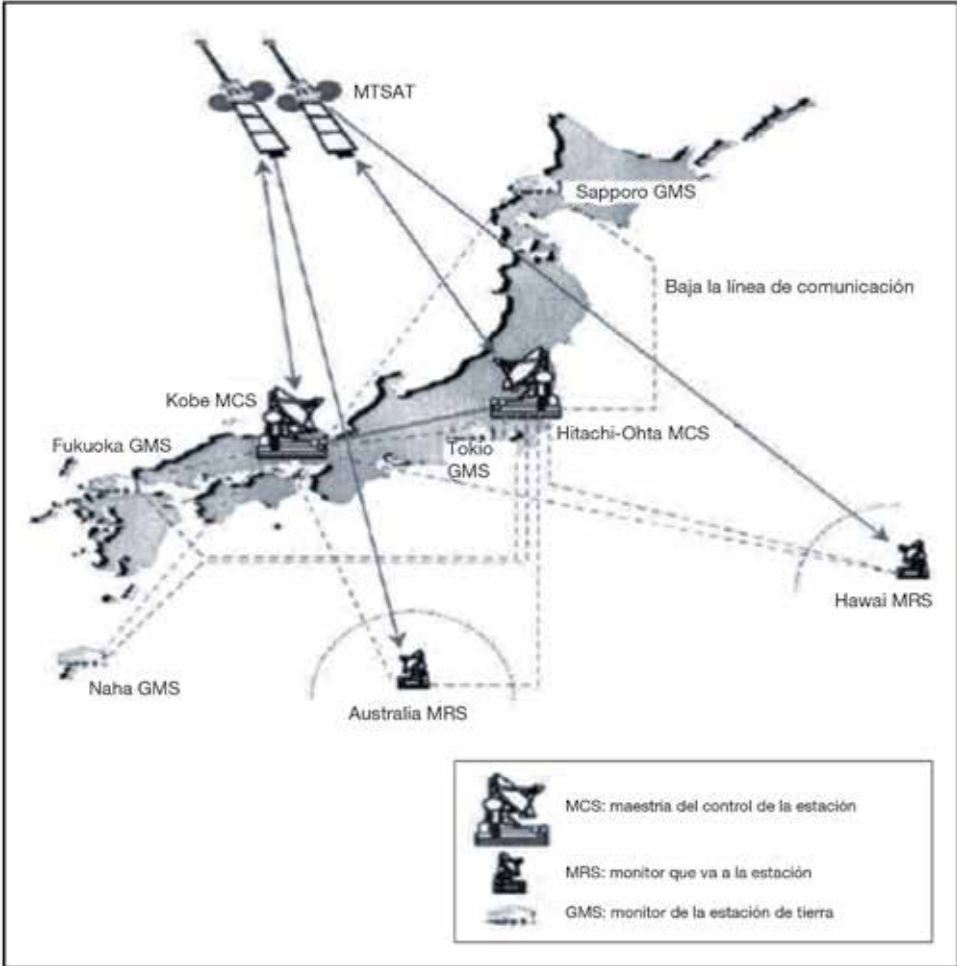 MTSAT
Sapporo GMS
Baja la línea de comunicación
Kobe MCS
Hitachi-Ohta MCS
Fukuoka GMS
Tokio
GMS
Hawai MRS
Naha GMS
Australia MRS
MCS: maestría del control de la estación
MRS: monitor que va a la estación
GMS: monitor de la estación de tierra